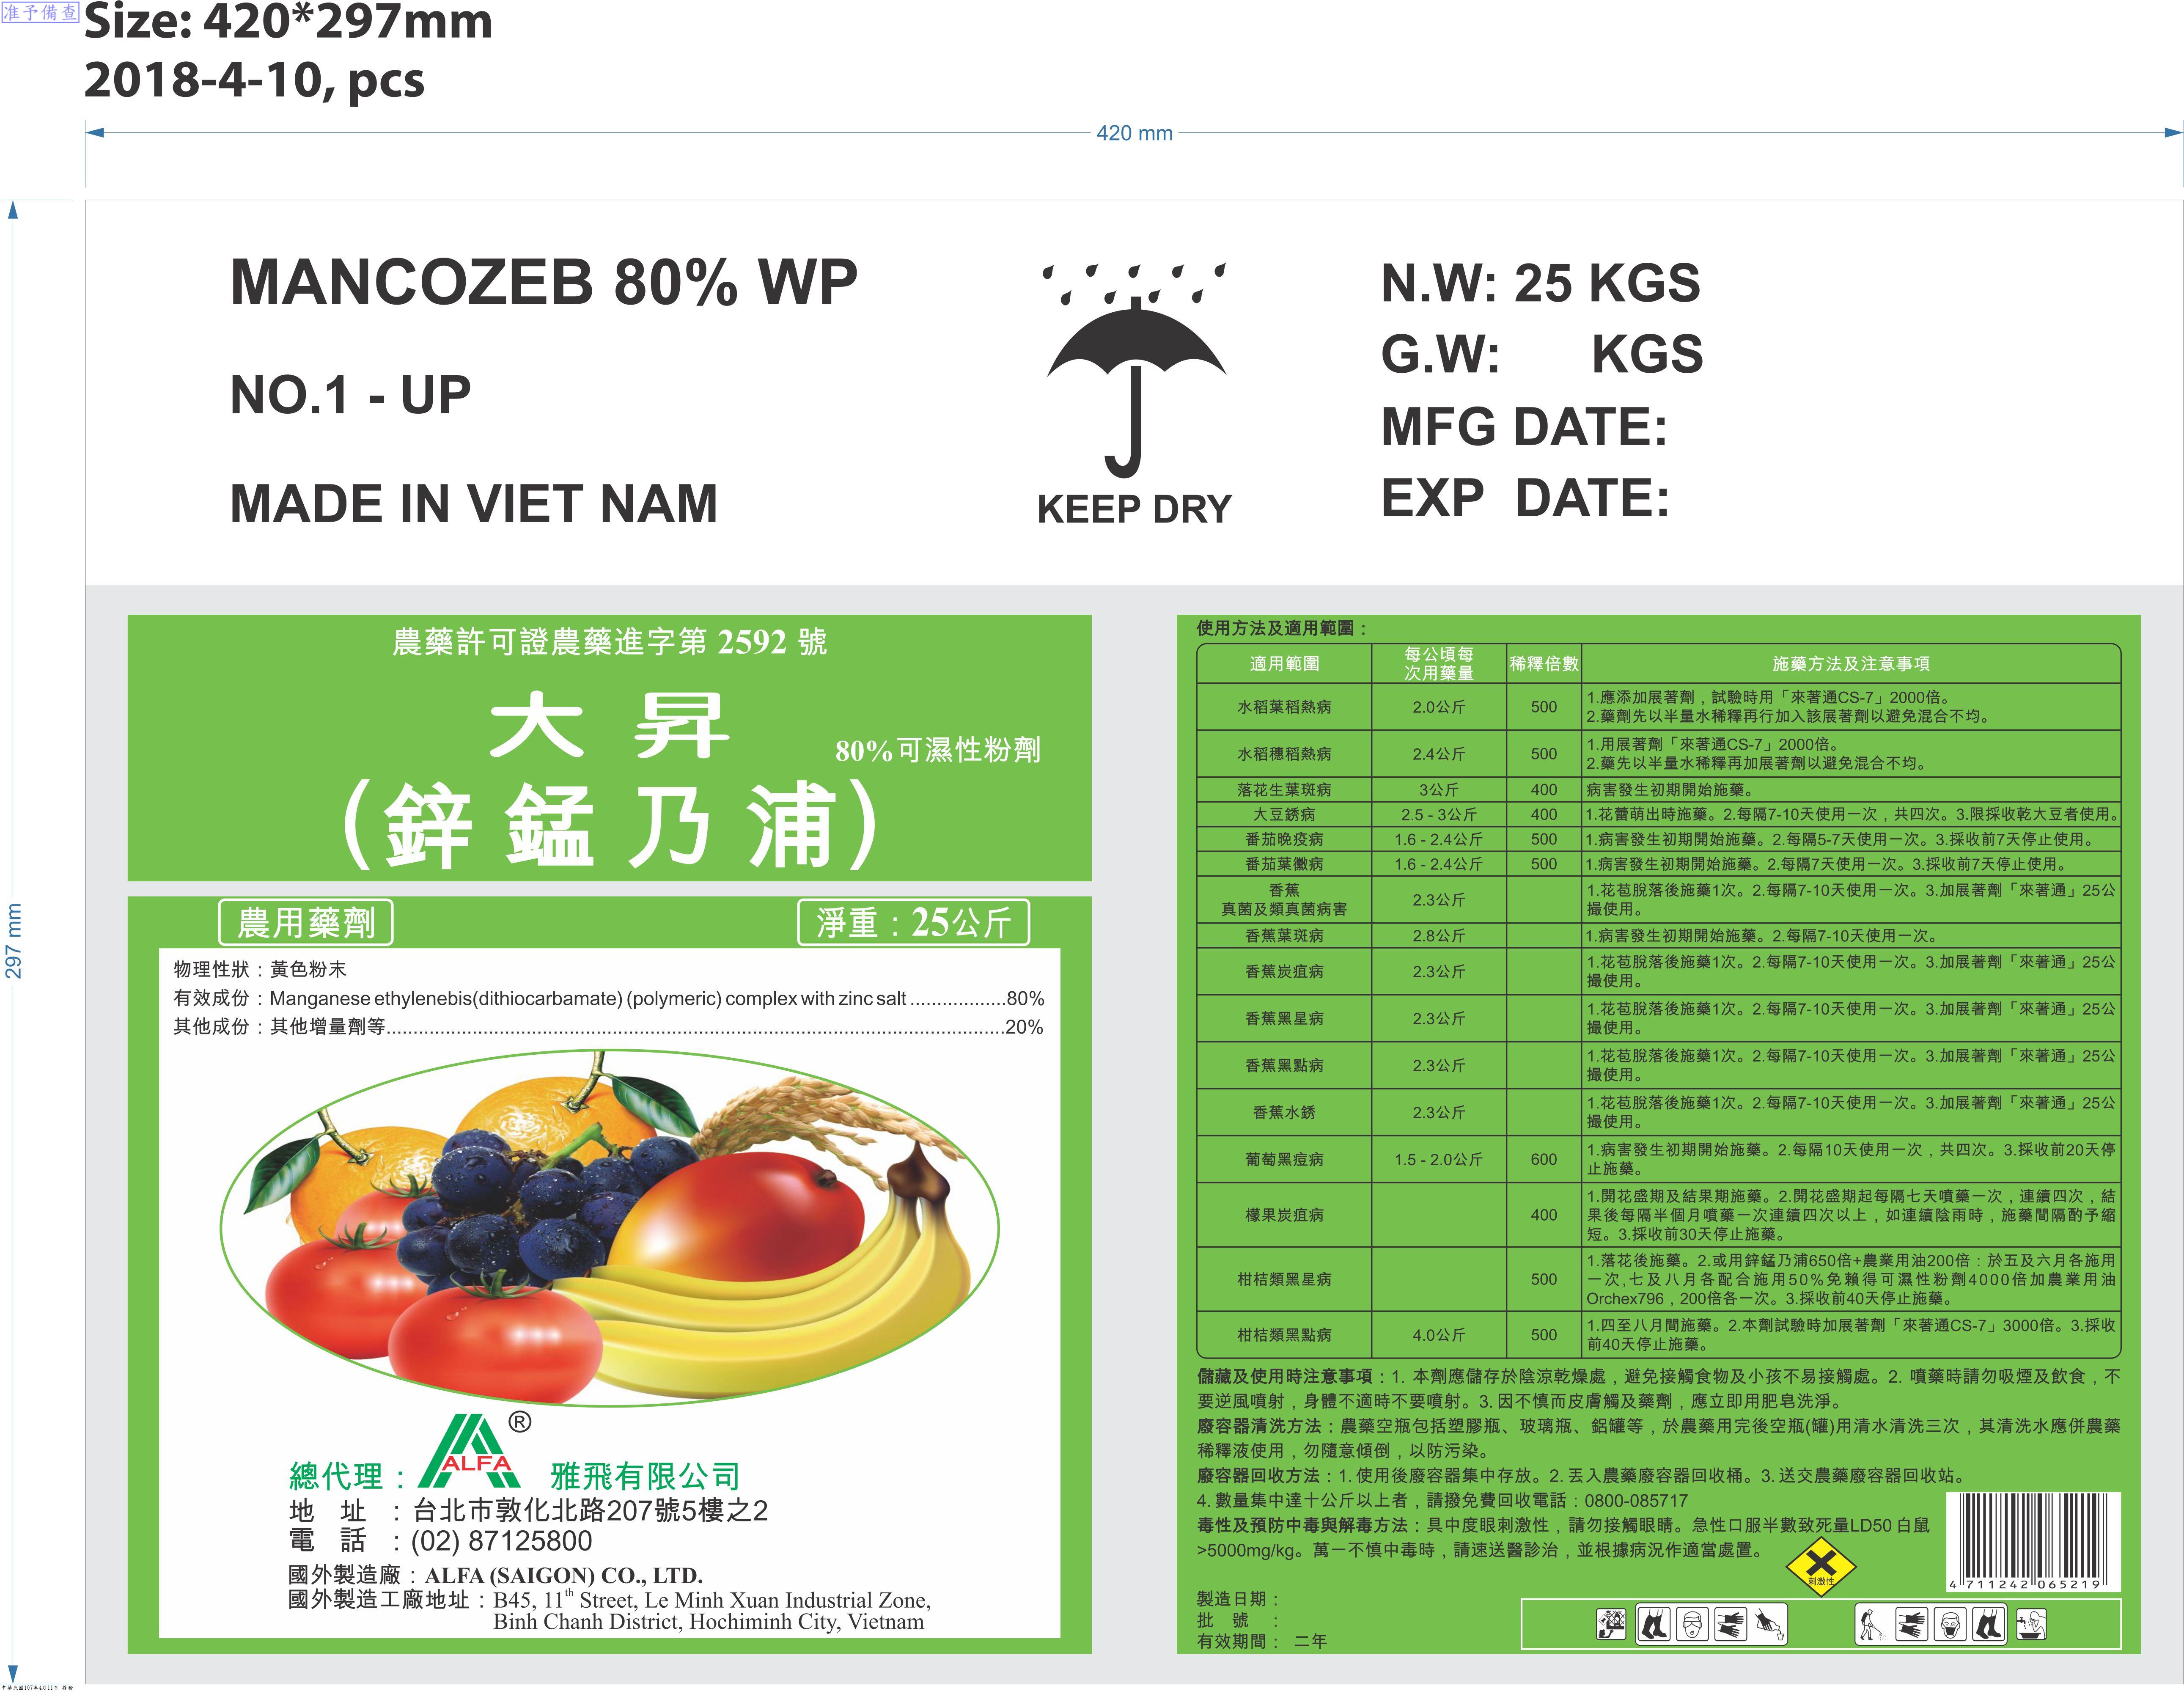 准予備查
Size: 420*297mm
2018-4-10, pcs
420 mm
297 mm
MANCOZEB 80% WP
NO.1 - UP
MADE IN VIET NAM
KEEP DRY
N.W: 25 KGS
G.W: KGS
MFG DATE:
EXP DATE:
農藥許可證農藥進字第 2592 號
大昇
80%可濕性粉劑
(鋅錳乃浦)
農用藥劑
淨重：25公斤
物理性狀：黃色粉末
有效成份：Manganese ethylenebis(dithiocarbamate) (polymeric) complex with zinc salt ..................80%
其他成份：其他增量劑等....................20%
®
ALFA
總代理：雅飛有限公司
地 址 ：台北市敦化北路207號5樓之2
電 話 ：(02) 87125800
國外製造廠：ALFA (SAIGON) CO., LTD.
國外製造工廠地址：B45, 11th Street, Le Minh Xuan Industrial Zone,
Binh Chanh District, Hochiminh City, Vietnam
使用方法及適用範圍：
適用範圍 每公頃每次用藥量 稀釋倍數 施藥方法及注意事項
水稻葉稻熱病 2.0公斤 500 1.應添加展著劑，試驗時用「來著通CS-7」2000倍。
2.藥劑先以半量水稀釋再行加入該展著劑以避免混合不均。
水稻穗稻熱病 2.4公斤 500 1.用展著劑「來著通CS-7」2000倍。
2.藥先以半量水稀釋再加展著劑以避免混合不均。
落花生葉斑病 3公斤 400 病害發生初期開始施藥。
大豆銹病 2.5 - 3公斤 400 1.花蕾萌出時施藥。2.每隔7-10天使用一次，共四次。3.限採收乾大豆者使用。
番茄晚疫病 1.6 - 2.4公斤 500 1.病害發生初期開始施藥。2.每隔5-7天使用一次。3.採收前7天停止使用。
番茄葉黴病 1.6 - 2.4公斤 500 1.病害發生初期開始施藥。2.每隔7天使用一次。3.採收前7天停止使用。
香蕉
真菌及類真菌病害 2.3公斤 1.花苞脫落後施藥1次。2.每隔7-10天使用一次。3.加展著劑「來著通」25公
撮使用。
香蕉葉斑病 2.8公斤 1.病害發生初期開始施藥。2.每隔7-10天使用一次。
香蕉炭疽病 2.3公斤 1.花苞脫落後施藥1次。2.每隔7-10天使用一次。3.加展著劑「來著通」25公
撮使用。
香蕉黑星病 2.3公斤 1.花苞脫落後施藥1次。2.每隔7-10天使用一次。3.加展著劑「來著通」25公
撮使用。
香蕉黑點病 2.3公斤 1.花苞脫落後施藥1次。2.每隔7-10天使用一次。3.加展著劑「來著通」25公
撮使用。
香蕉水銹 2.3公斤 1.花苞脫落後施藥1次。2.每隔7-10天使用一次。3.加展著劑「來著通」25公
撮使用。
葡萄黑痘病 1.5 - 2.0公斤 600 1.病害發生初期開始施藥。2.每隔10天使用一次，共四次。3.採收前20天停
止施藥。
檬果炭疽病 400 1.開花盛期及結果期施藥。2.開花盛期起每隔七天噴藥一次，連續四次，結
果後每隔半個月噴藥一次連續四次以上，如連續陰雨時，施藥間隔酌予縮
短。3.採收前30天停止施藥。
柑桔類黑星病 500 1.落花後施藥。2.或用鋅錳乃浦650倍+農業用油200倍：於五及六月各施用
一次,七及八月各配合施用50%免賴得可濕性粉劑4000倍加農業用油
Orchex796，200倍各一次。3.採收前40天停止施藥。
柑桔類黑點病 4.0公斤 500 1.四至八月間施藥。2.本劑試驗時加展著劑「來著通CS-7」3000倍。3.採收
前40天停止施藥。
儲藏及使用時注意事項：1. 本劑應儲存於陰涼乾燥處，避免接觸食物及小孩不易接觸處。2. 噴藥時請勿吸煙及飲食，不
要逆風噴射，身體不適時不要噴射。3. 因不慎而皮膚觸及藥劑，應立即用肥皂洗淨。
廢容器清洗方法：農藥空瓶包括塑膠瓶、玻璃瓶、鋁罐等，於農藥用完後空瓶(罐)用清水清洗三次，其清洗水應併農藥
稀釋液使用，勿隨意傾倒，以防污染。
廢容器回收方法：1. 使用後廢容器集中存放。2. 丟入農藥廢容器回收桶。3. 送交農藥廢容器回收站。
4. 數量集中達十公斤以上者，請撥免費回收電話：0800-085717
毒性及預防中毒與解毒方法：具中度眼刺激性，請勿接觸眼睛。急性口服半數致死量LD50 白鼠
>5000mg/kg。萬一不慎中毒時，請速送醫診治，並根據病況作適當處置。
刺激性
4 711242 065219
製造日期：
批 號 ：
有效期間： 二年
中華民國107年4月11日